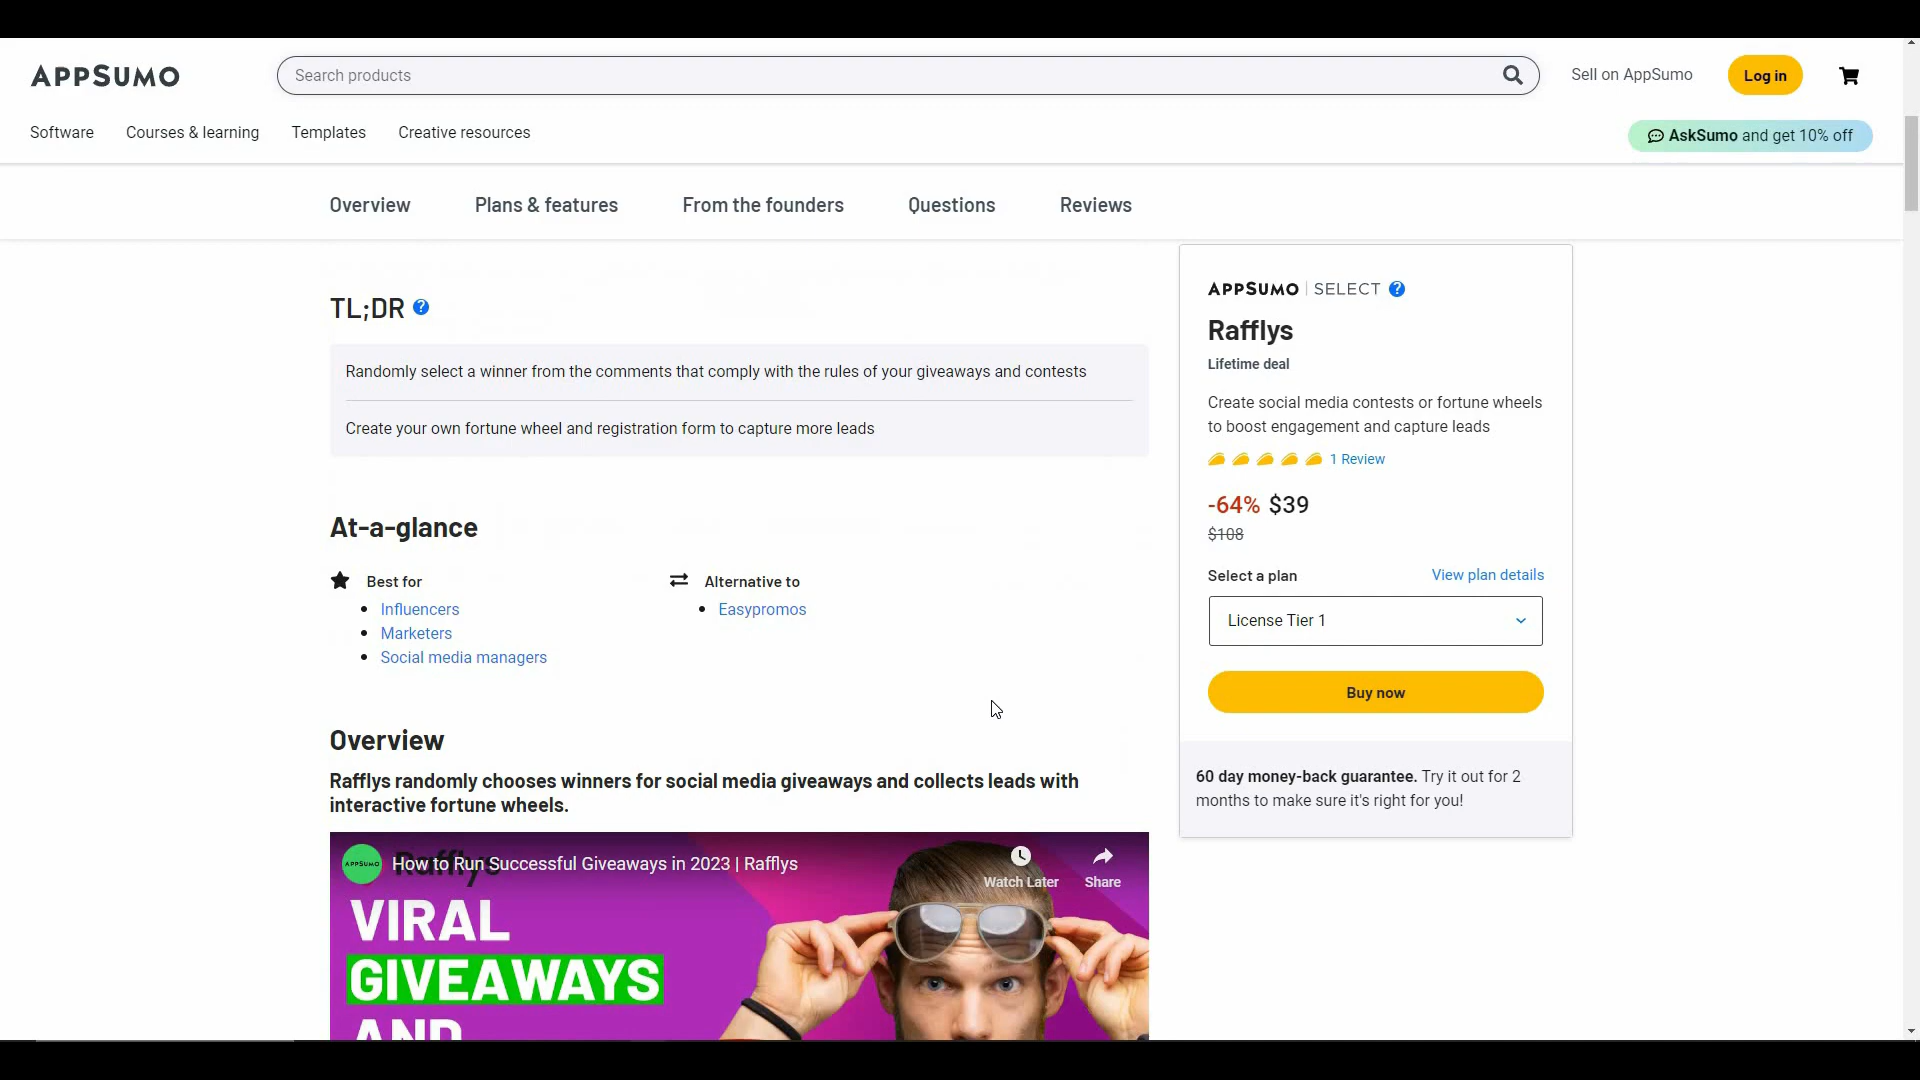 APPSUMO
Search products
Sell on AppSumo
Log in
Software
Courses & learning
Templates
Creative resources
AskSumo and get 10% off
Overview
Plans & features
From the founders
Questions
Reviews
TL;DR ?
Randomly select a winner from the comments that comply with the rules of your giveaways and contests
Create your own fortune wheel and registration form to capture more leads
At-a-glance
Best for
Influencers
Marketers
Social media managers
Alternative to
Easypromos
Overview
Rafflys randomly chooses winners for social media giveaways and collects leads with
interactive fortune wheels.
APPSUMO
Rafflys
How to Run Successful Giveaways in 2023 | Rafflys
Watch Later
Share
VIRAL
GIVEAWAYS
AND
APPSUMO | SELECT ?
Rafflys
Lifetime deal
Create social media contests or fortune wheels
to boost engagement and capture leads
1 Review
-64% $39
$108
Select a plan
View plan details
License Tier 1
Buy now
60 day money-back guarantee. Try it out for 2
months to make sure it's right for you!